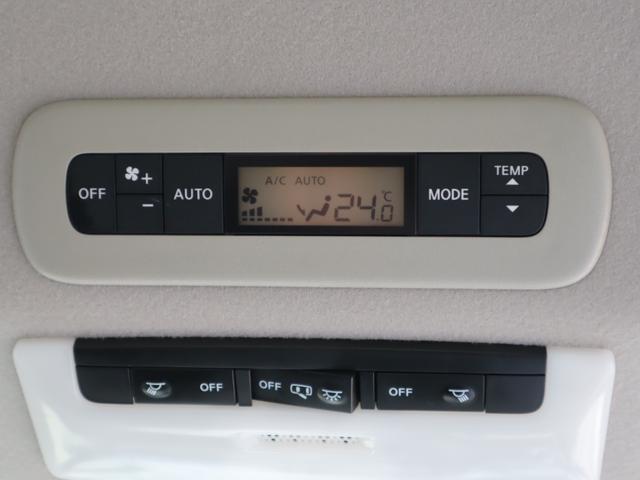 OFF + - AUTO A/C AUTO 24.0 °C MODE TEMP
OFF OFF OFF